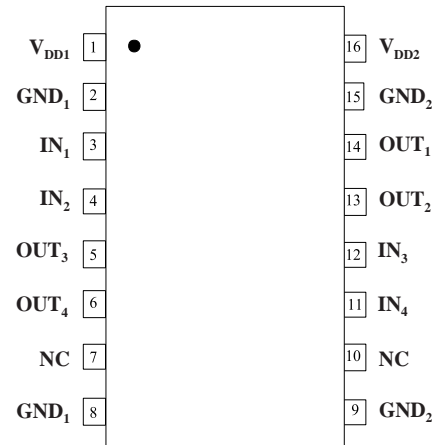 V_DD1 1 16 V_DD2
GND_1 2 15 GND_2
IN_1 3 14 OUT_1
IN_2 4 13 OUT_2
OUT_3 5 12 IN_3
OUT_4 6 11 IN_4
NC 7 10 NC
GND_1 8 9 GND_2